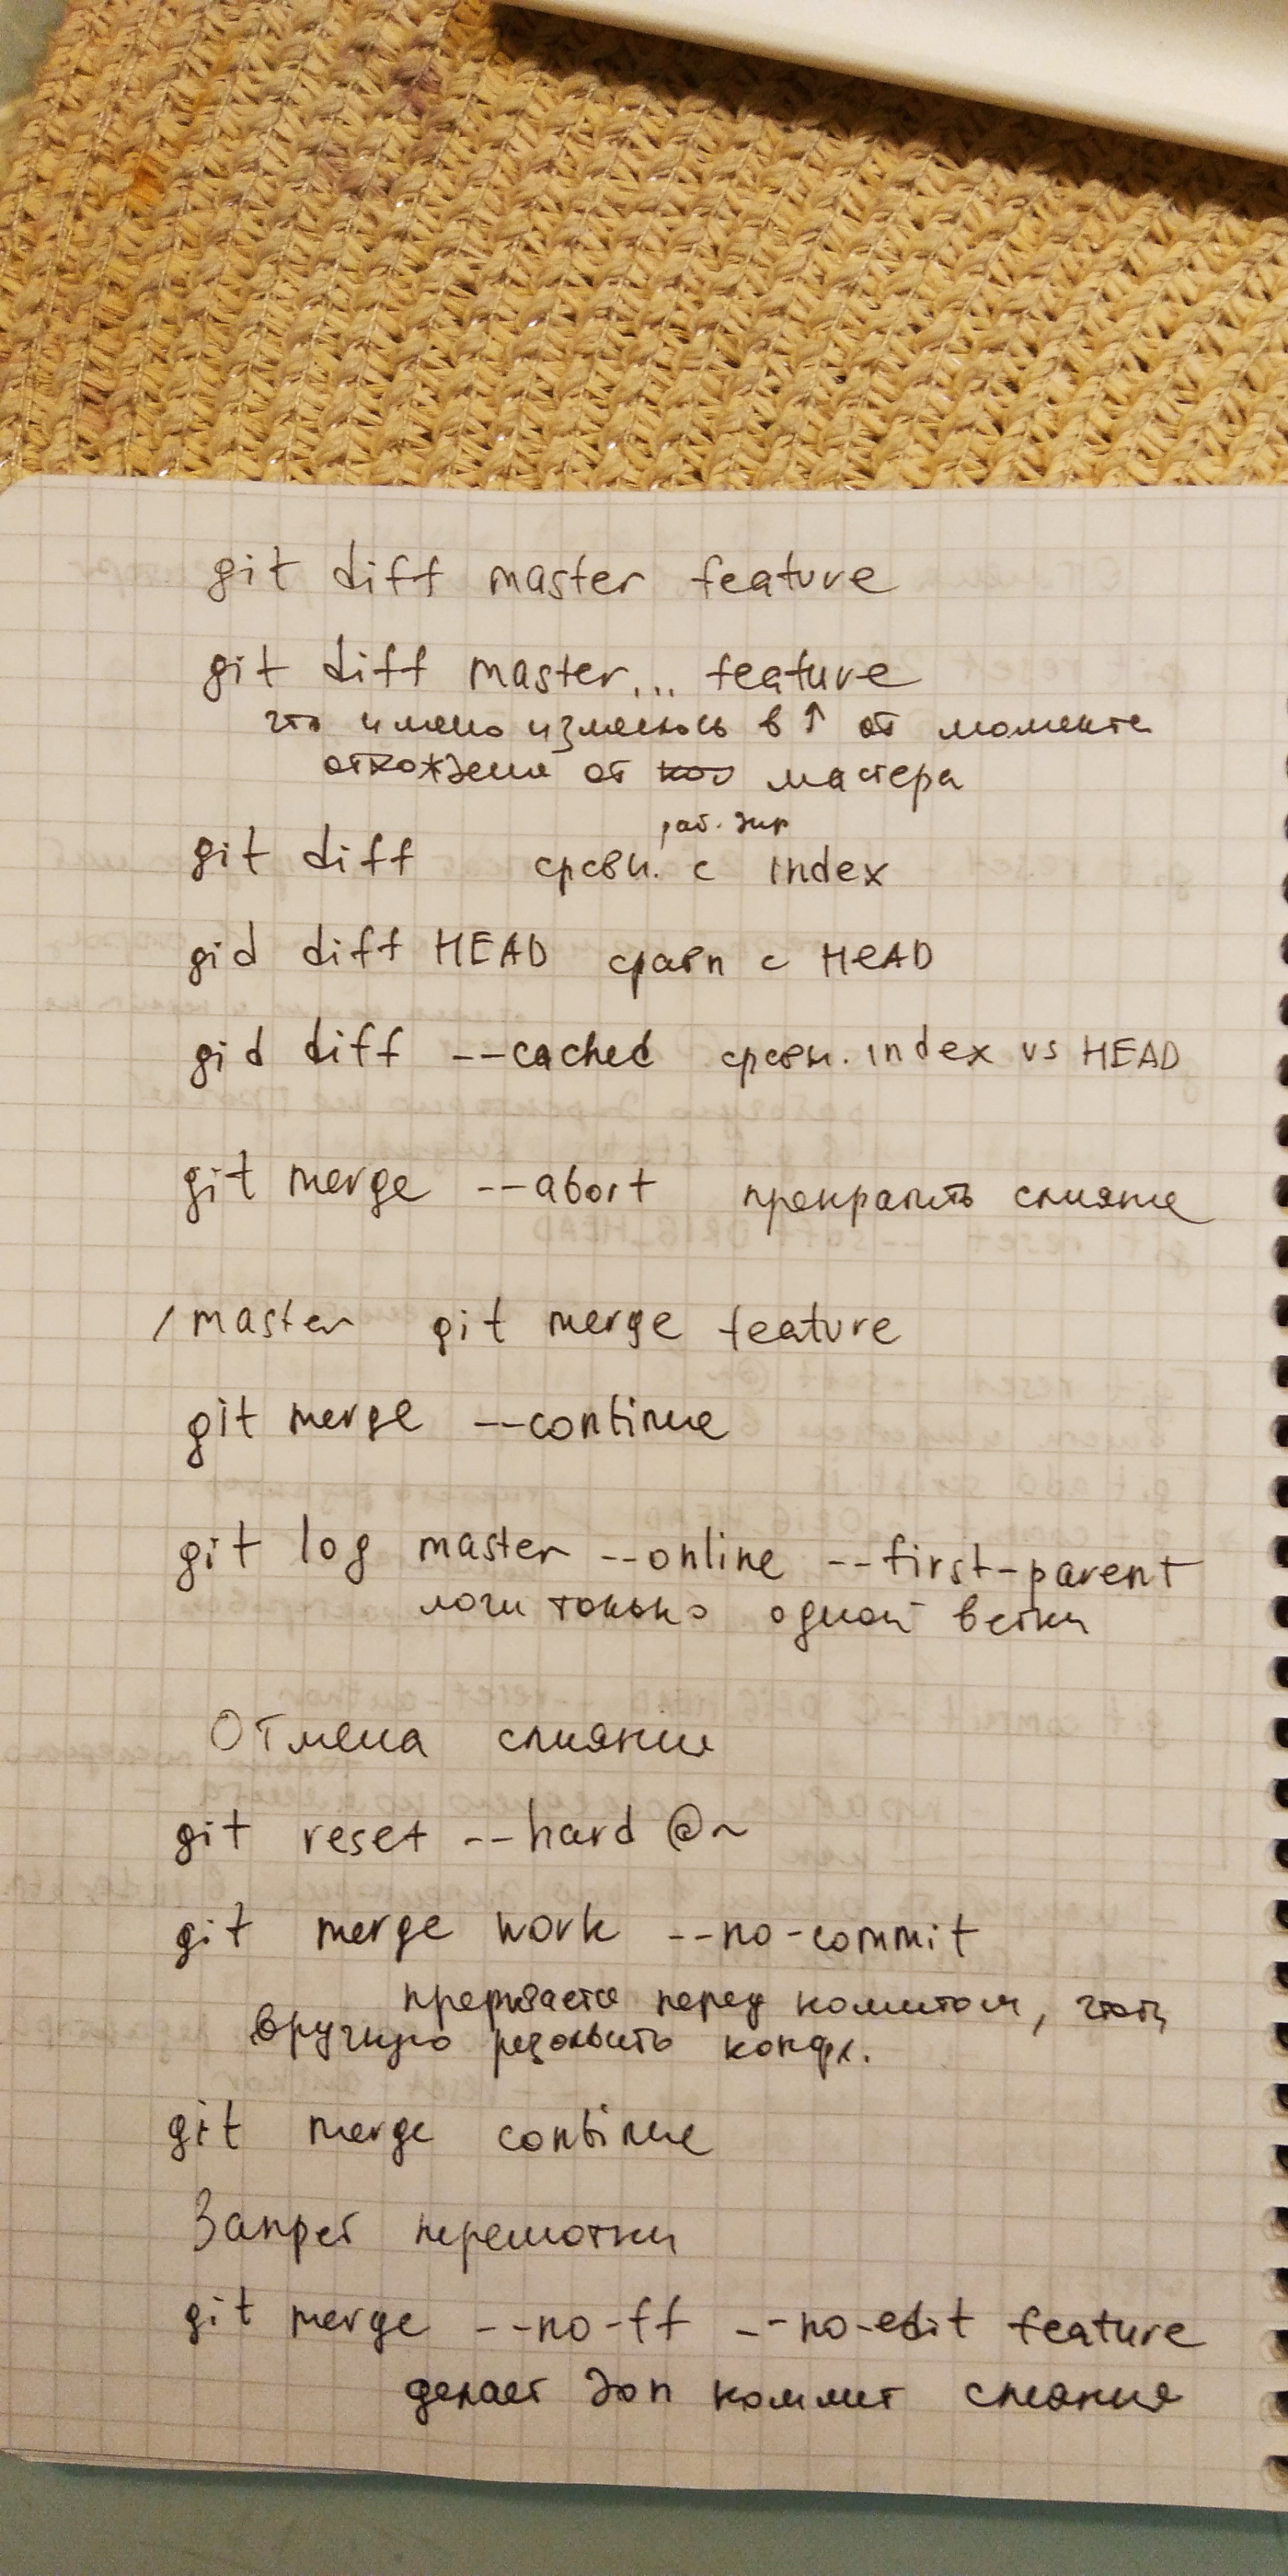 git diff master feature
git diff master... feature
что имено изменилось в ↑ от момента
отхождения от мастера
раб. дир
git diff сравн. с index
gid diff HEAD сравн с HEAD
gid diff --cached сравн. index vs HEAD
git merge --abort прекратить слияние
/master git merge feature
git merge --continue
git log master --online --first-parent
логи только одной ветки
Отмена слияния
git reset --hard @~
git merge work --no-commit
прерывается перед комитом, чтобы
вручную резолвить конфл.
git merge continue
Запрет перемотки
git merge --no-ff --no-edit feature
делает доп коммит слияния